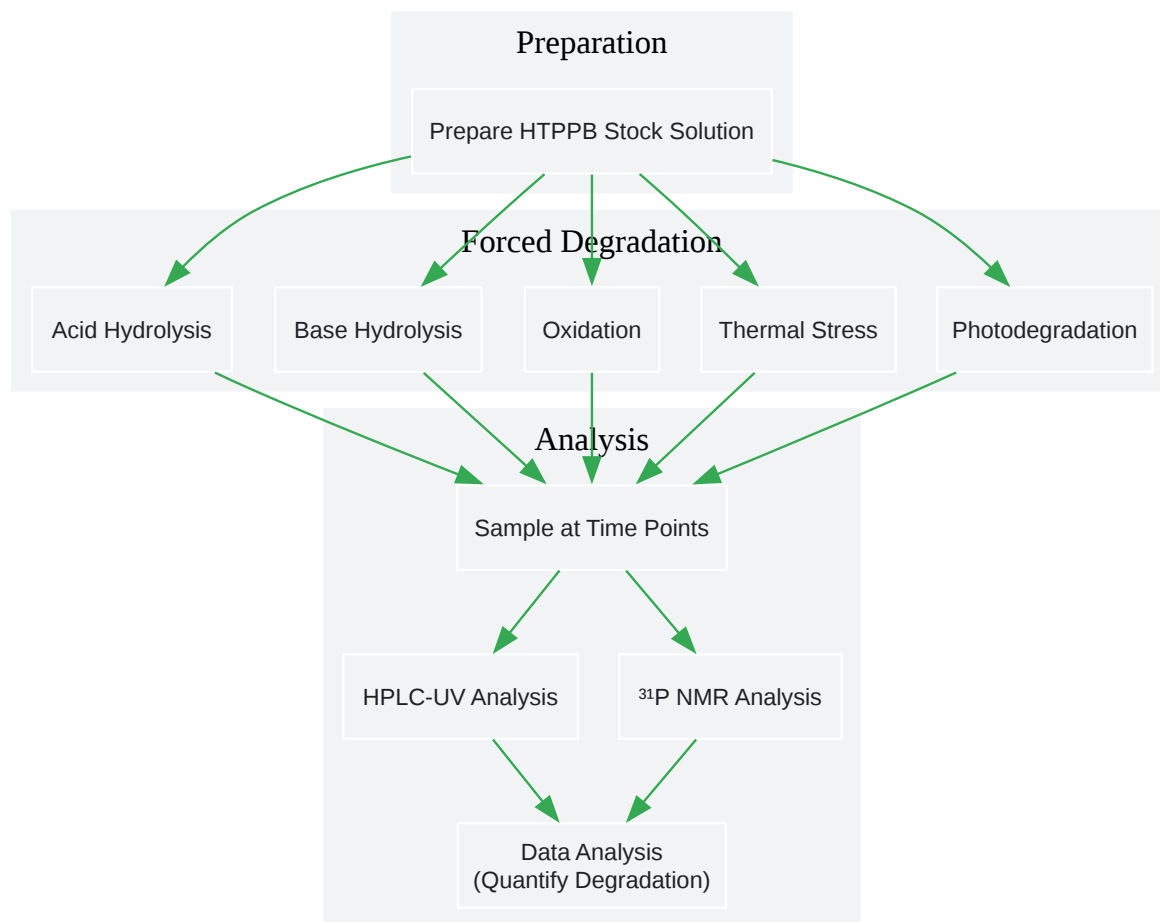 Preparation
Prepare HTPPB Stock Solution
Forced Degradation
Acid Hydrolysis
Base Hydrolysis
Oxidation
Thermal Stress
Photodegradation
Analysis
Sample at Time Points
HPLC-UV Analysis
³¹P NMR Analysis
Data Analysis
(Quantify Degradation)